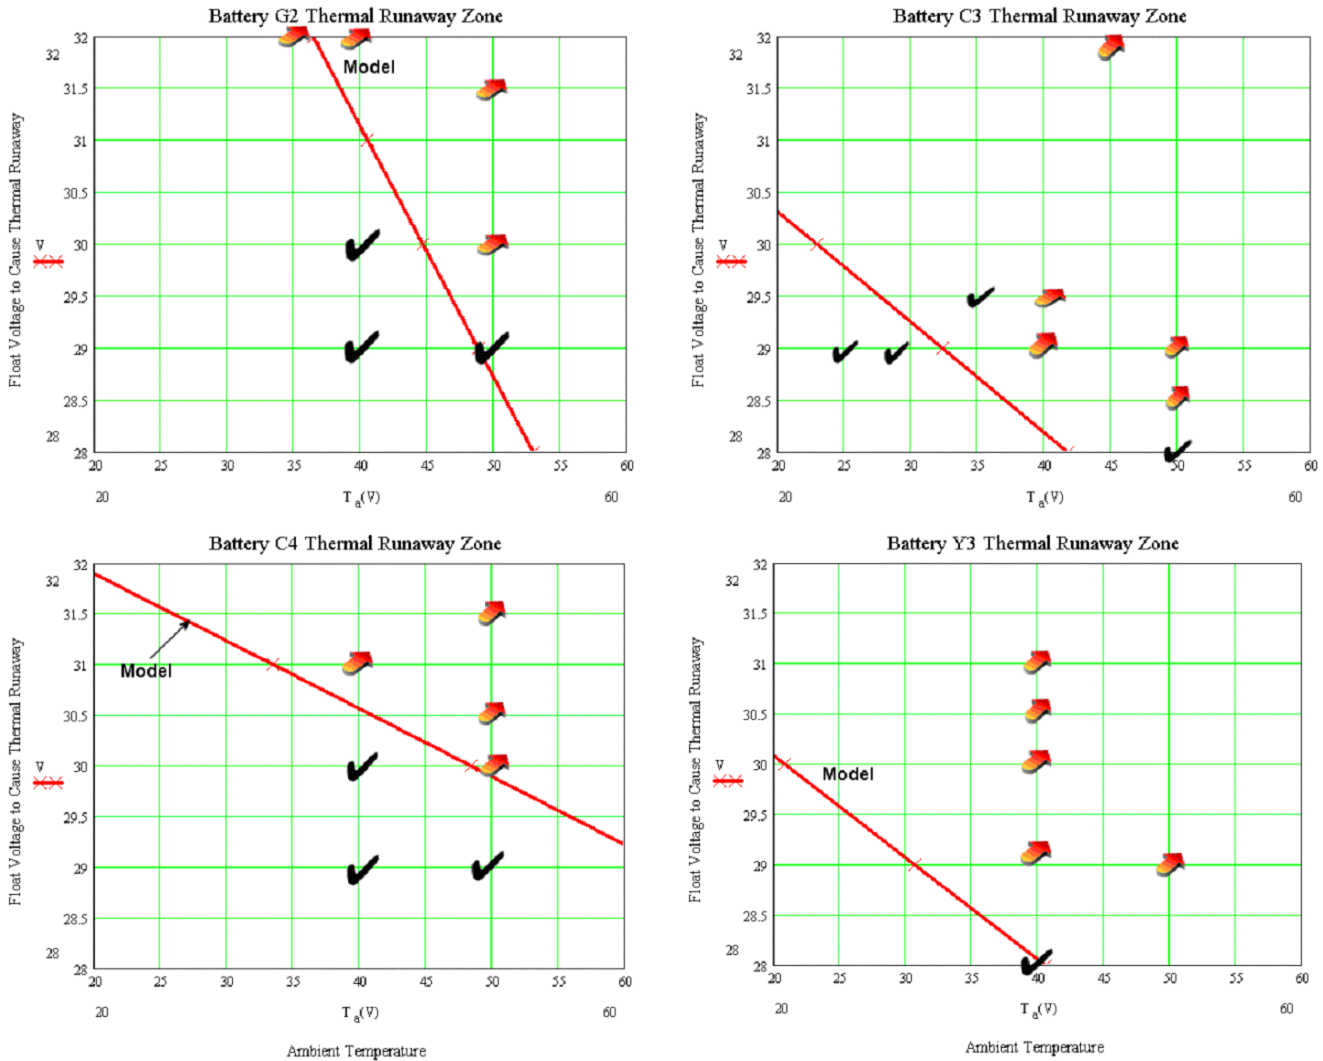 Battery G2 Thermal Runaway Zone
32
32
31.5
31
30.5
30
29.5
29
28.5
28
28
Model
Float Voltage to Cause Thermal Runaway
V
20 25 30 35 40 45 50 55 60
20 T a(V) 60
Battery C3 Thermal Runaway Zone
32
32
31.5
31
30.5
30
29.5
29
28.5
28
28
Float Voltage to Cause Thermal Runaway
V
20 25 30 35 40 45 50 55 60
20 T a(V) 60
Battery C4 Thermal Runaway Zone
32
32
31.5
31
30.5
30
29.5
29
28.5
28
28
Model
Float Voltage to Cause Thermal Runaway
V
20 25 30 35 40 45 50 55 60
20 T a(V) 60
Ambient Temperature
Battery Y3 Thermal Runaway Zone
32
32
31.5
31
30.5
30
29.5
29
28.5
28
28
Model
Float Voltage to Cause Thermal Runaway
V
20 25 30 35 40 45 50 55 60
20 T a(V) 60
Ambient Temperature